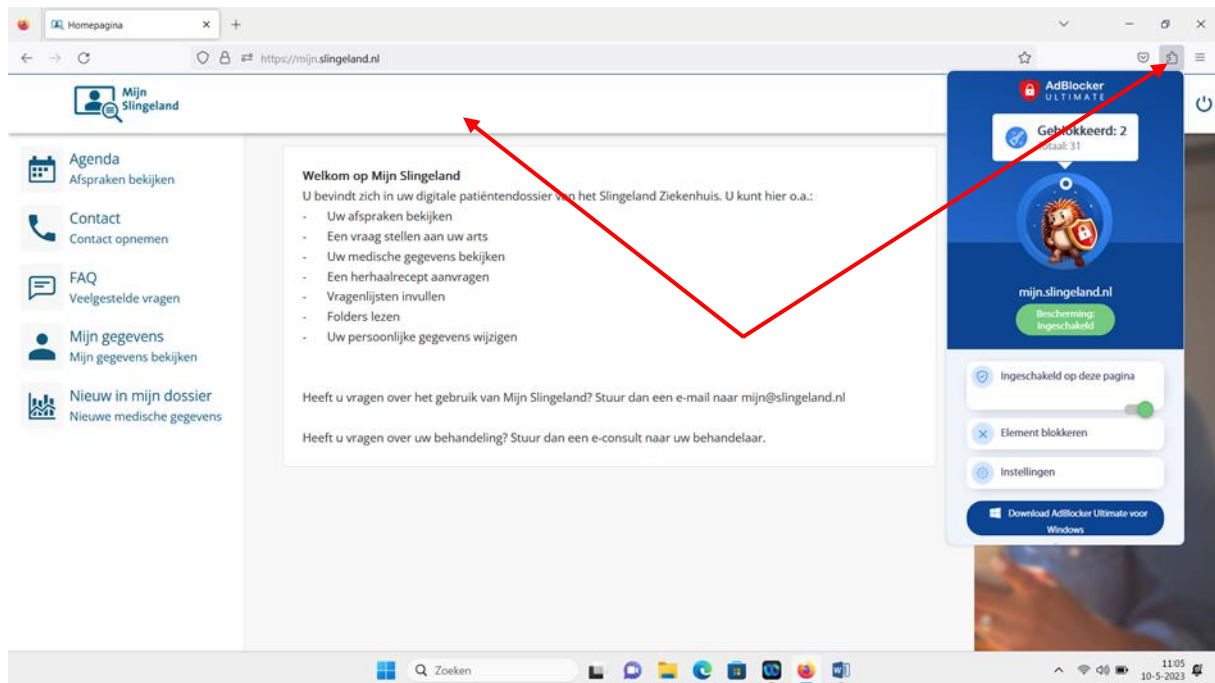 Homepagina
https://mijn.slingeland.nl
Mijn
Slingeland
Agenda
Afspraken bekijken
Contact
Contact opnemen
FAQ
Veelgestelde vragen
Mijn gegevens
Mijn gegevens bekijken
Nieuw in mijn dossier
Nieuwe medische gegevens
Welkom op Mijn Slingeland
U bevindt zich in uw digitale patiëntendossier van het Slingeland Ziekenhuis. U kunt hier o.a.:
- Uw afspraken bekijken
- Een vraag stellen aan uw arts
- Uw medische gegevens bekijken
- Een herhaalrecept aanvragen
- Vragenlijsten invullen
- Folders lezen
- Uw persoonlijke gegevens wijzigen
Heeft u vragen over het gebruik van Mijn Slingeland? Stuur dan een e-mail naar mijn@slingeland.nl
Heeft u vragen over uw behandeling? Stuur dan een e-consult naar uw behandelaar.
AdBlocker
ULTIMATE
Geblokkeerd: 2
Totaal: 31
mijn.slingeland.nl
Bescherming:
Ingeschakeld
Ingeschakeld op deze pagina
Element blokkeren
Instellingen
Download AdBlocker Ultimate voor
Windows
Zoeken
11:05
10-5-2023